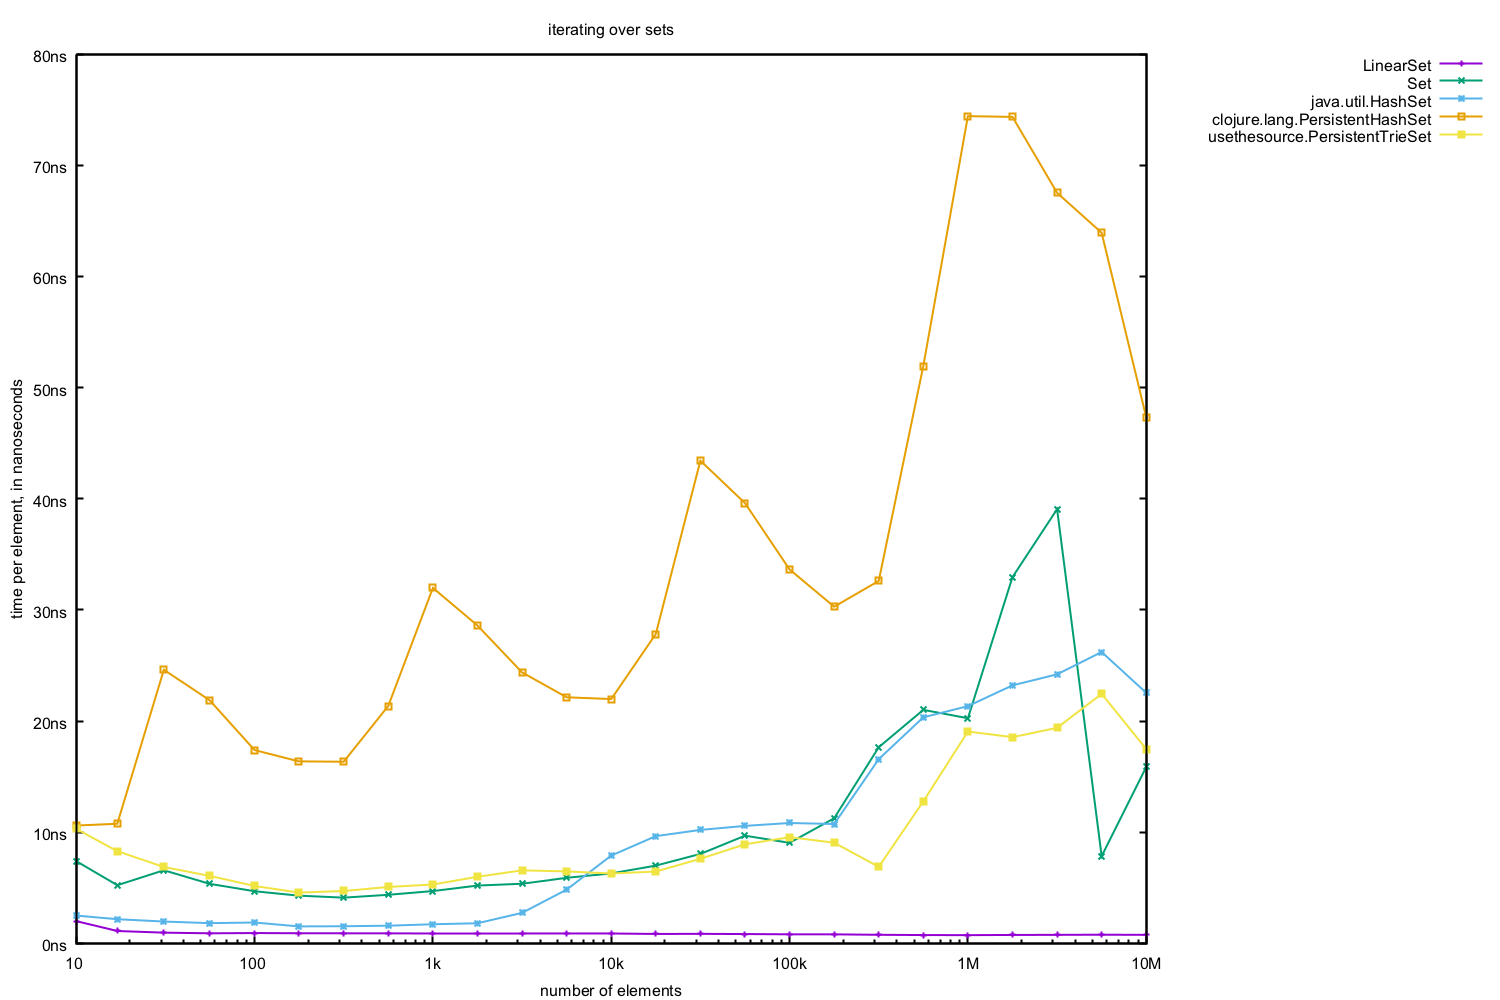 iterating over sets
80ns
70ns
60ns
50ns
40ns
30ns
20ns
10ns
0ns
time per element, in nanoseconds
10 100 1k 10k 100k 1M 10M
number of elements
LinearSet
Set
java.util.HashSet
clojure.lang.PersistentHashSet
usethesource.PersistentTrieSet